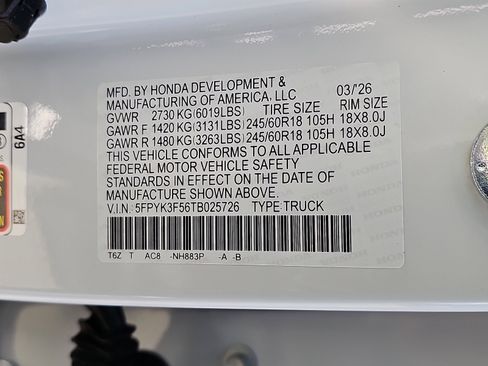 MFD. BY HONDA DEVELOPMENT &
MANUFACTURING OF AMERICA, LLC 03/'26
GVWR 2730 KG(6019LBS) TIRE SIZE RIM SIZE
GAWR F 1420 KG(3131LBS) 245/60R18 105H 18X8.0J
GAWR R 1480 KG(3263LBS) 245/60R18 105H 18X8.0J
THIS VEHICLE CONFORMS TO ALL APPLICABLE
FEDERAL MOTOR VEHICLE SAFETY
STANDARDS IN EFFECT ON THE DATE OF
MANUFACTURE SHOWN ABOVE.
V.I.N. 5FPYK3F56TB025726 TYPE:TRUCK
T6Z T AC8 -NH883P -A -B
6A4